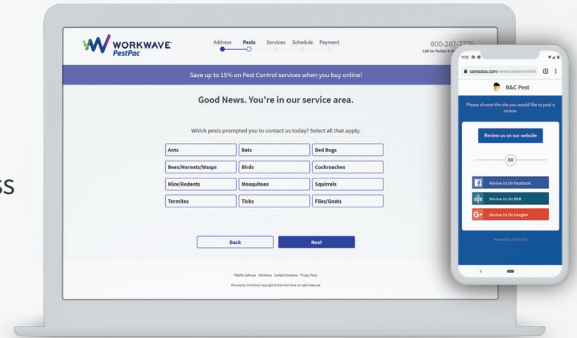 ss
WORKWAVE®
PestPac
Address Pests Services Schedule Payment
Save up to 15% on Pest Control services when you buy online!
Good News. You're in our service area.
Which pests prompted you to contact us today? Select all that apply.
Ants
Bats
Bed Bugs
Bees/Hornets/Wasps
Birds
Cockroaches
Mice/Rodents
Mosquitoes
Squirrels
Termites
Ticks
Flies/Gnats
Back
Next
B&C Pest
Please choose the site you would like to post a
review.
Review us on our website
OR
Review Us On Facebook
Review Us On BBB
Review Us On Google+